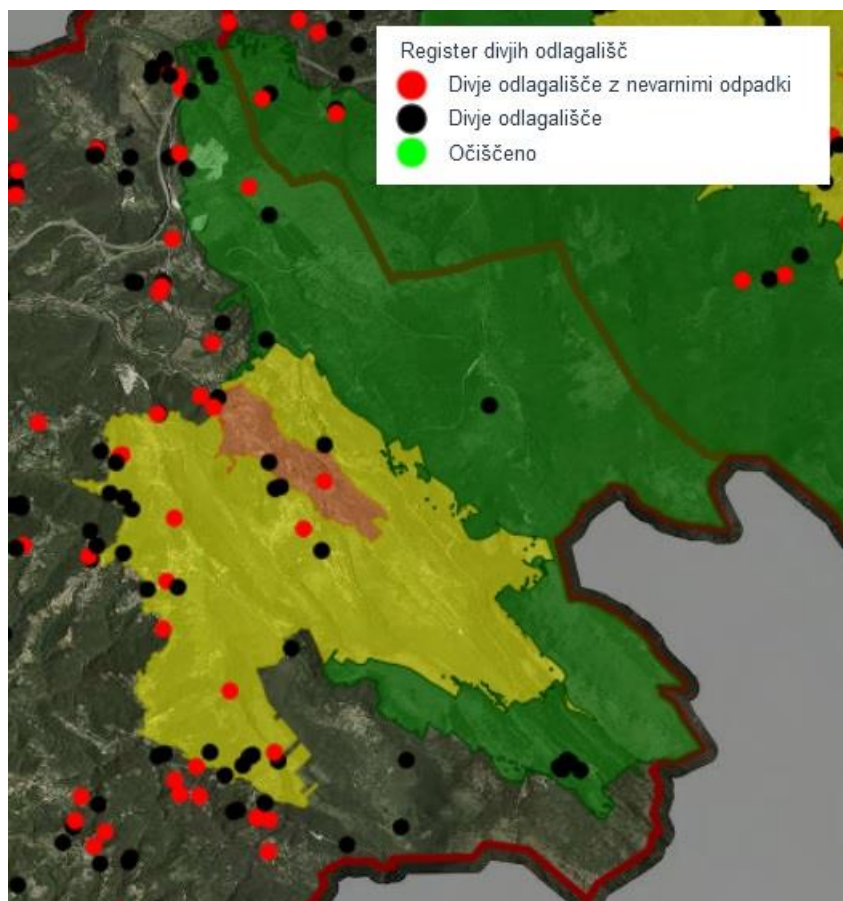 Register divjih odlagališč
Divje odlagališče z nevarnimi odpadki
Divje odlagališče
Očiščeno